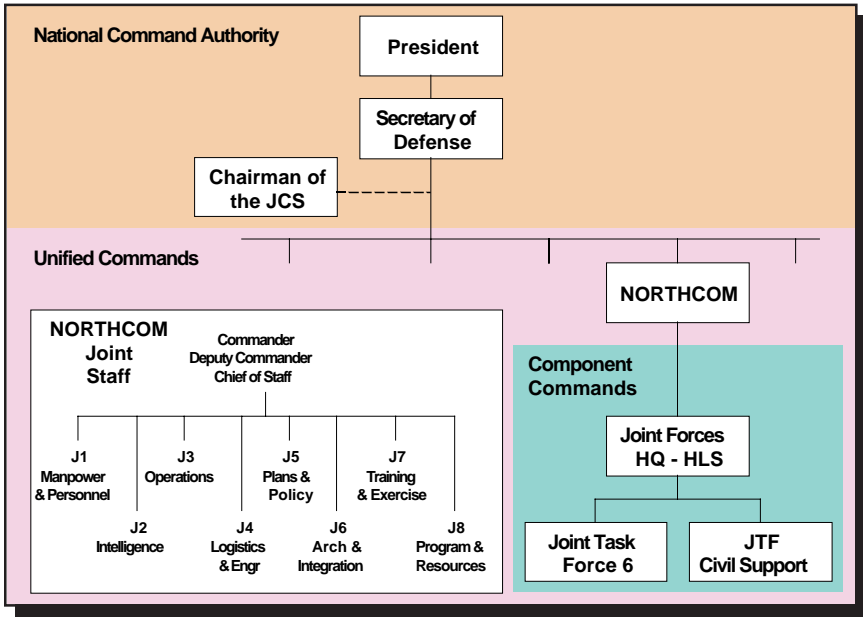 National Command Authority
President
Secretary of
Defense
Chairman of
the JCS
Unified Commands
NORTHCOM
NORTHCOM
Joint
Staff
Commander
Deputy Commander
Chief of Staff
J1
Manpower
& Personnel
J2
Intelligence
J3
Operations
J4
Logistics
& Engr
J5
Plans &
Policy
J6
Arch &
Integration
J7
Training
& Exercise
J8
Program &
Resources
Component
Commands
Joint Forces
HQ - HLS
Joint Task
Force 6
JTF
Civil Support